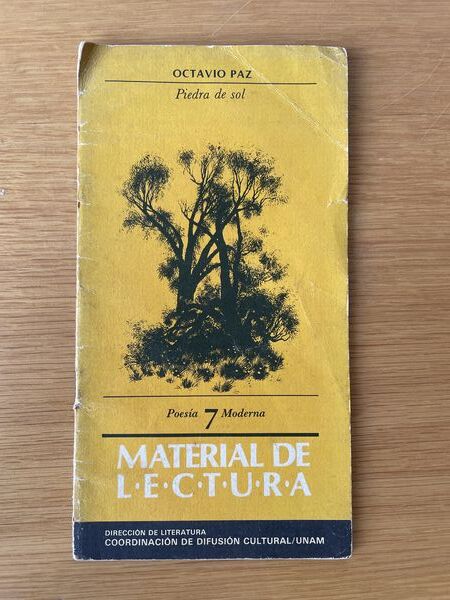 OCTAVIO PAZ
Piedra de sol
Poesía 7 Moderna
MATERIAL DE
L·E·C·T·U·R·A
DIRECCIÓN DE LITERATURA
COORDINACIÓN DE DIFUSIÓN CULTURAL/UNAM